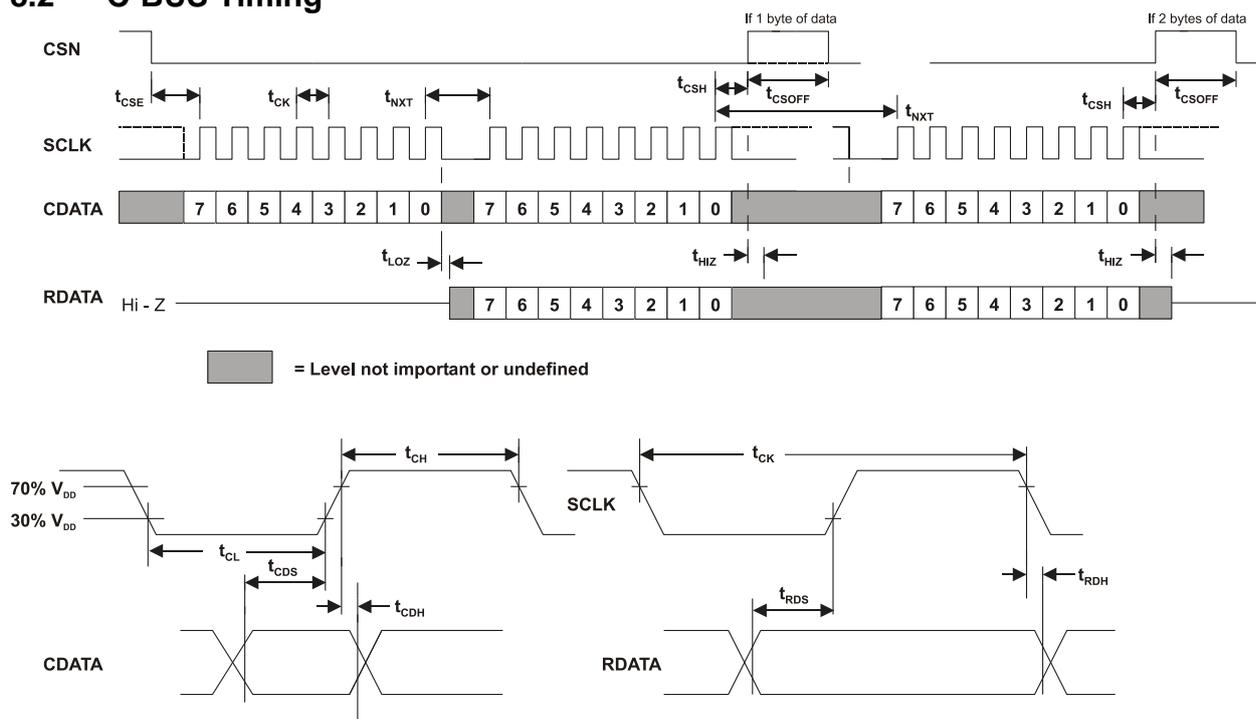 C-BUS Timing
If 1 byte of data
If 2 bytes of data
CSN
tCSE
tCK
tNXT
tCSH
tCSOFF
tNXT
tCSH
tCSOFF
SCLK
CDATA 7 6 5 4 3 2 1 0 7 6 5 4 3 2 1 0 7 6 5 4 3 2 1 0
tLOZ
tHIZ
tHIZ
RDATA Hi - Z 7 6 5 4 3 2 1 0 7 6 5 4 3 2 1 0
= Level not important or undefined
tCH
tCK
70% VDD
SCLK
30% VDD
tCL
tCDS
tRDH
tRDS
tCDH
CDATA
RDATA